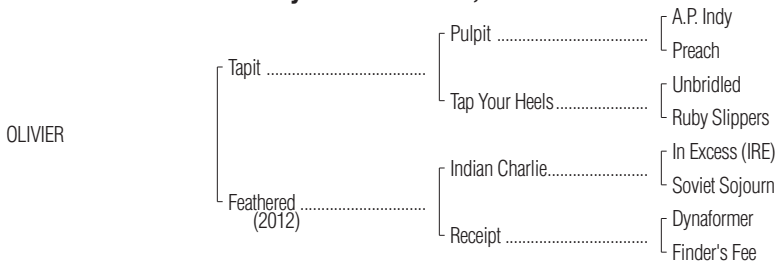 A.P. Indy
Pulpit ..........................................
Preach
Tapit ..........................................
Unbridled
Tap Your Heels..........................
Ruby Slippers
OLIVIER
In Excess (IRE)
Indian Charlie............................
Soviet Sojourn
Feathered ..................................
(2012)
Dynaformer
Receipt ........................................
Finder's Fee